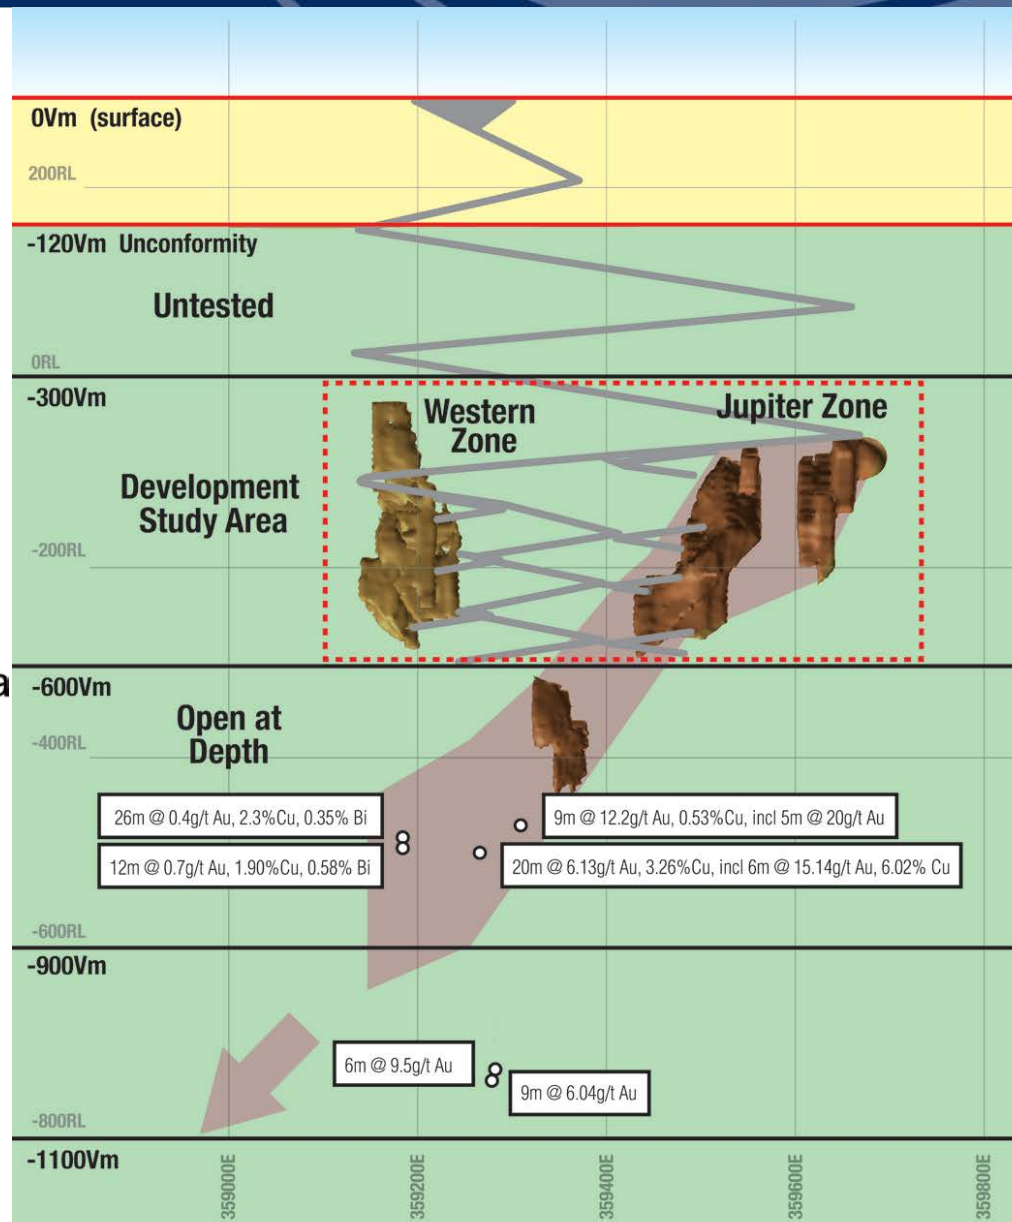 0Vm (surface)
200RL
-120Vm Unconformity
Untested
0RL
-300Vm
Western
Zone
Jupiter Zone
Development
Study Area
-200RL
a
-600Vm
Open at
Depth
-400RL
26m @ 0.4g/t Au, 2.3%Cu, 0.35% Bi
9m @ 12.2g/t Au, 0.53%Cu, incl 5m @ 20g/t Au
12m @ 0.7g/t Au, 1.90%Cu, 0.58% Bi
20m @ 6.13g/t Au, 3.26%Cu, incl 6m @ 15.14g/t Au, 6.02% Cu
-600RL
-900Vm
6m @ 9.5g/t Au
9m @ 6.04g/t Au
-800RL
-1100Vm
359000E
359200E
359400E
359600E
359800E